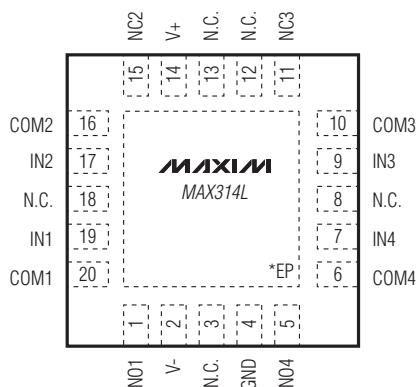 NC2 V+ N.C. N.C. NC3
15 14 13 12 11
COM2 16 10 COM3
IN2 17 MAXIM 9 IN3
N.C. 18 MAX314L 8 N.C.
IN1 19 7 IN4
COM1 20 *EP 6 COM4
1 2 3 4 5
NO1 V- N.C. GND NO4